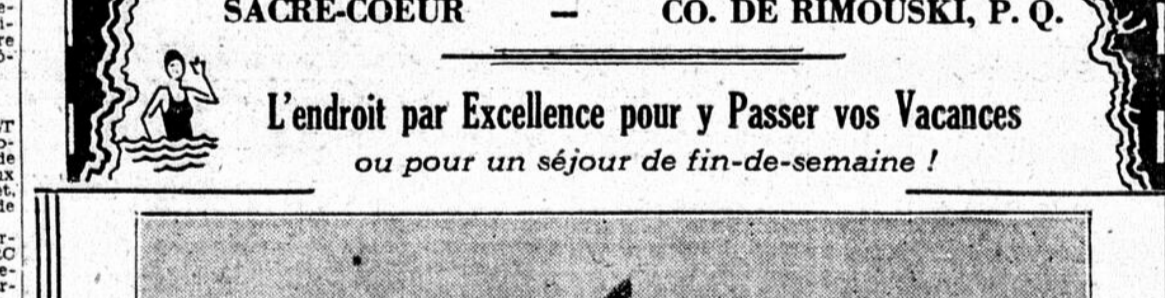 SACRE-COEUR — CO. DE RIMOUSKI, P. Q.
L'endroit par Excellence pour y Passer vos Vacances
ou pour un séjour de fin-de-semaine !